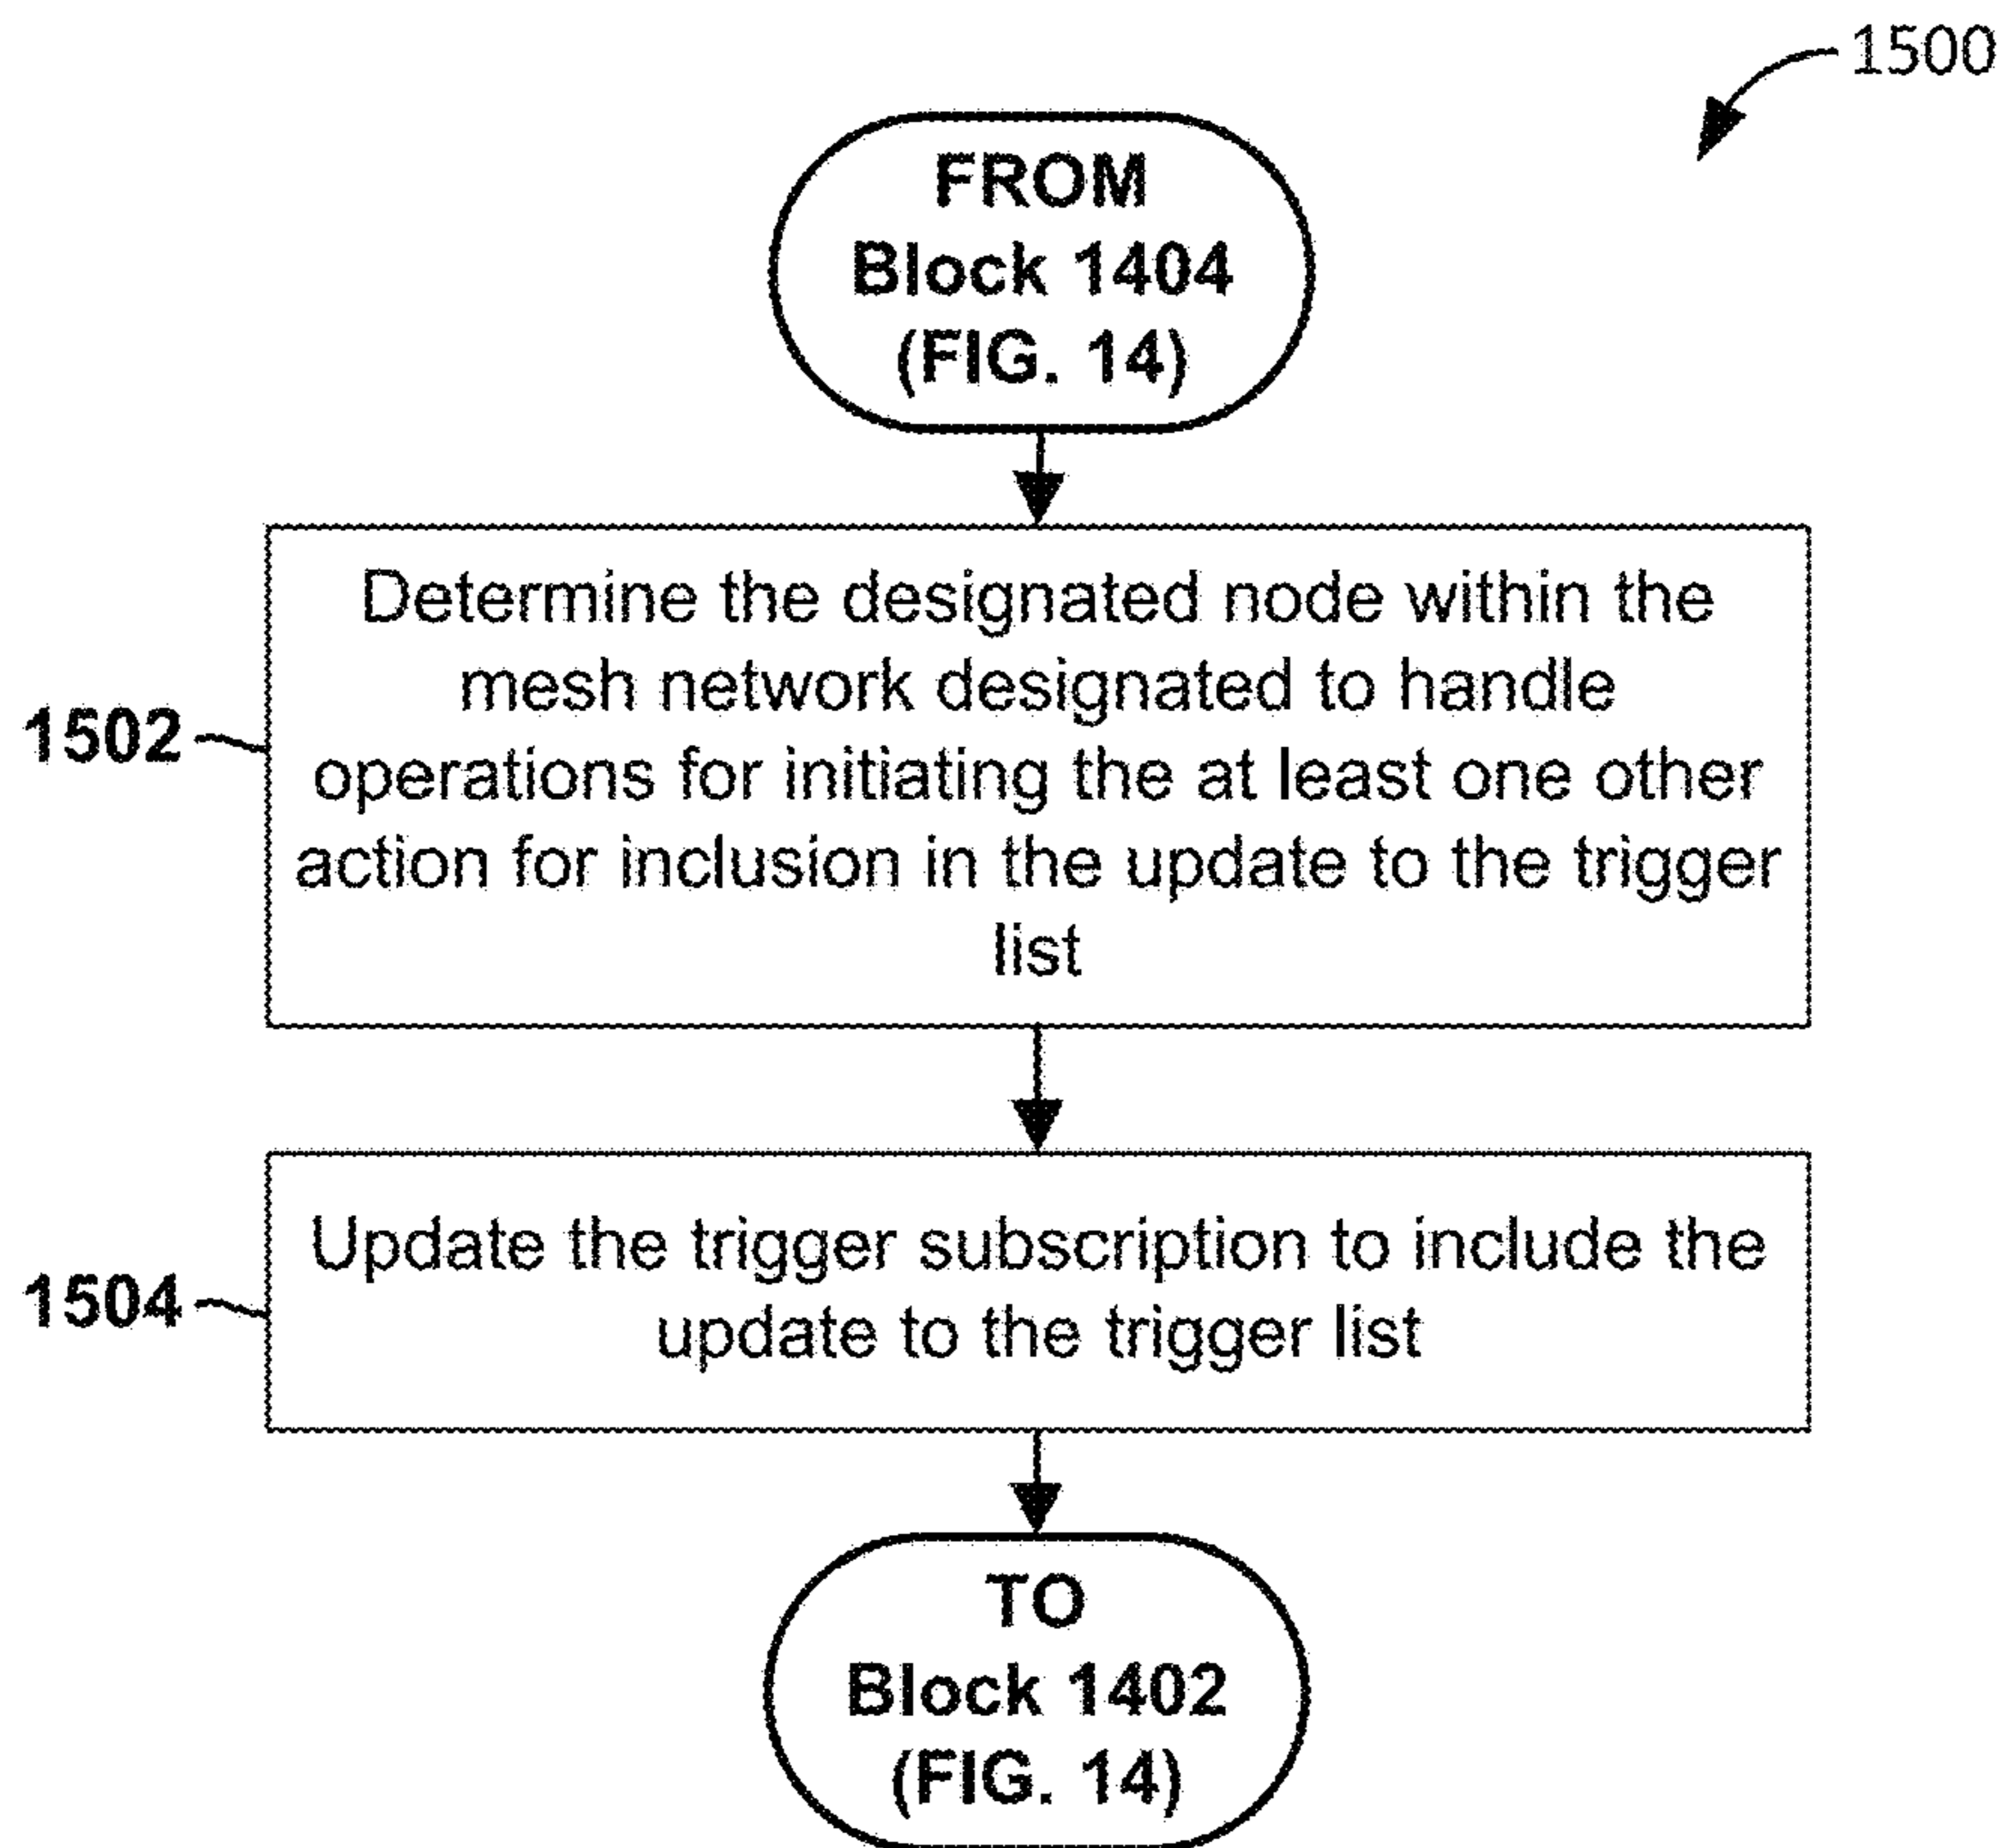 1500
FROM
Block 1404
(FIG. 14)
Determine the designated node within the
mesh network designated to handle
1502
operations for initiating the at least one other
action for inclusion in the update to the trigger
list
Update the trigger subscription to include the
1504
update to the trigger list
TO
Block 1402
(FIG. 14)